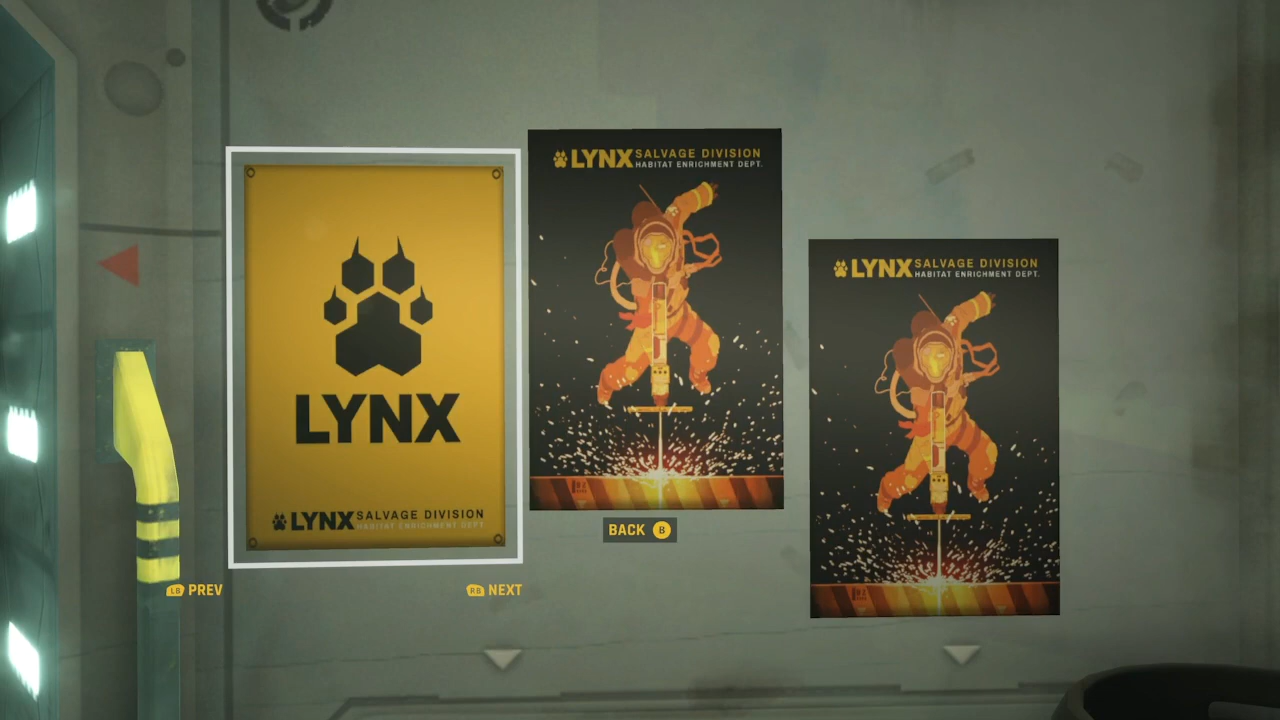 LYNX
LYNX SALVAGE DIVISION
HABITAT ENRICHMENT DEPT.
LYNX SALVAGE DIVISION
HABITAT ENRICHMENT DEPT.
LYNX SALVAGE DIVISION
HABITAT ENRICHMENT DEPT.
BACK B
LB PREV
RB NEXT